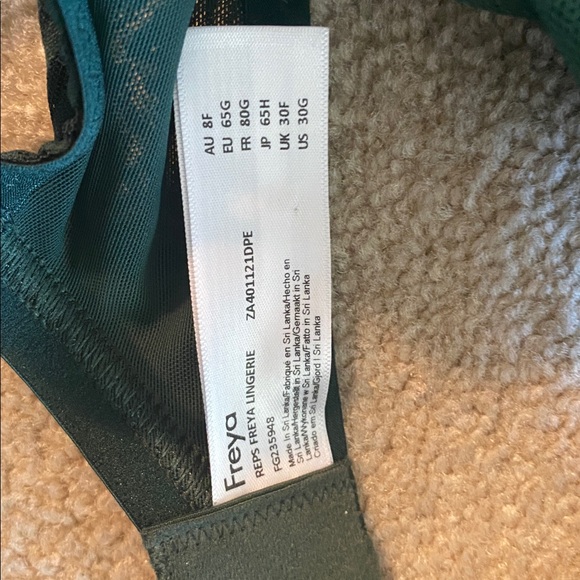 Freya
REPS FREYA LINGERIE ZA401121DPE
FG235948
Made In Sri Lanka/Fabriqué en Sri Lanka/Hecho en
Sri Lanka/Hergestellt in Sri Lanka/Gemaakt in Sri
Lanka/Wykonane w Sri Lanka/Fatto in Sri Lanka
Criado em Sri Lanka/Gjord I Sri Lanka
AU 8F
EU 65G
FR 80G
JP 65H
UK 30F
US 30G